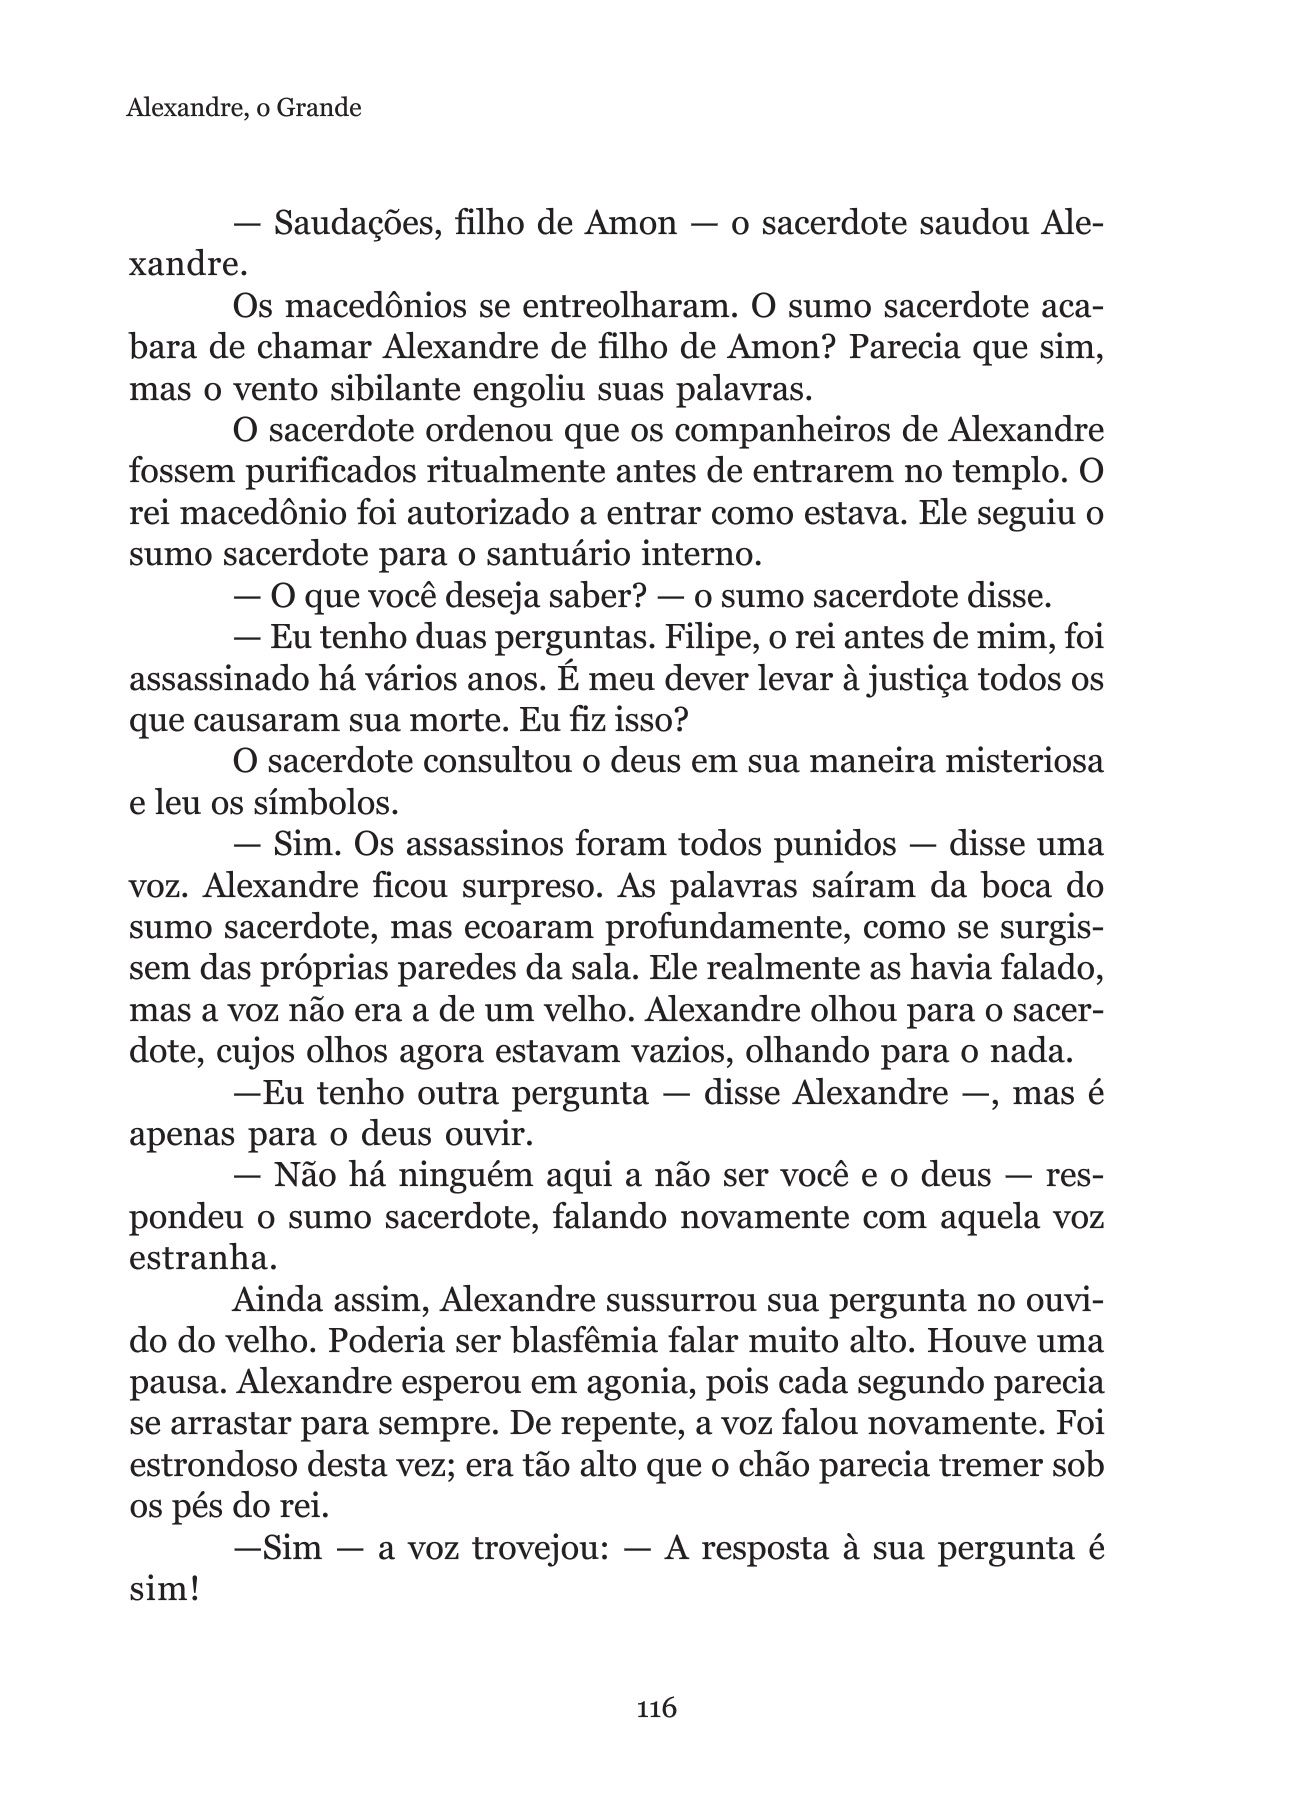 Alexandre, o Grande
— Saudações, filho de Amon — o sacerdote saudou Ale-
xandre.
Os macedônios se entreolharam. O sumo sacerdote aca-
bara de chamar Alexandre de filho de Amon? Parecia que sim,
mas o vento sibilante engoliu suas palavras.
O sacerdote ordenou que os companheiros de Alexandre
fossem purificados ritualmente antes de entrarem no templo. O
rei macedônio foi autorizado a entrar como estava. Ele seguiu o
sumo sacerdote para o santuário interno.
— O que você deseja saber? — o sumo sacerdote disse.
— Eu tenho duas perguntas. Filipe, o rei antes de mim, foi
assassinado há vários anos. É meu dever levar à justiça todos os
que causaram sua morte. Eu fiz isso?
O sacerdote consultou o deus em sua maneira misteriosa
e leu os símbolos.
— Sim. Os assassinos foram todos punidos — disse uma
voz. Alexandre ficou surpreso. As palavras saíram da boca do
sumo sacerdote, mas ecoaram profundamente, como se surgis-
sem das próprias paredes da sala. Ele realmente as havia falado,
mas a voz não era a de um velho. Alexandre olhou para o sacer-
dote, cujos olhos agora estavam vazios, olhando para o nada.
—Eu tenho outra pergunta — disse Alexandre —, mas é
apenas para o deus ouvir.
— Não há ninguém aqui a não ser você e o deus — res-
pondeu o sumo sacerdote, falando novamente com aquela voz
estranha.
Ainda assim, Alexandre sussurrou sua pergunta no ouvi-
do do velho. Poderia ser blasfêmia falar muito alto. Houve uma
pausa. Alexandre esperou em agonia, pois cada segundo parecia
se arrastar para sempre. De repente, a voz falou novamente. Foi
estrondoso desta vez; era tão alto que o chão parecia tremer sob
os pés do rei.
—Sim — a voz trovejou: — A resposta à sua pergunta é
sim!
116